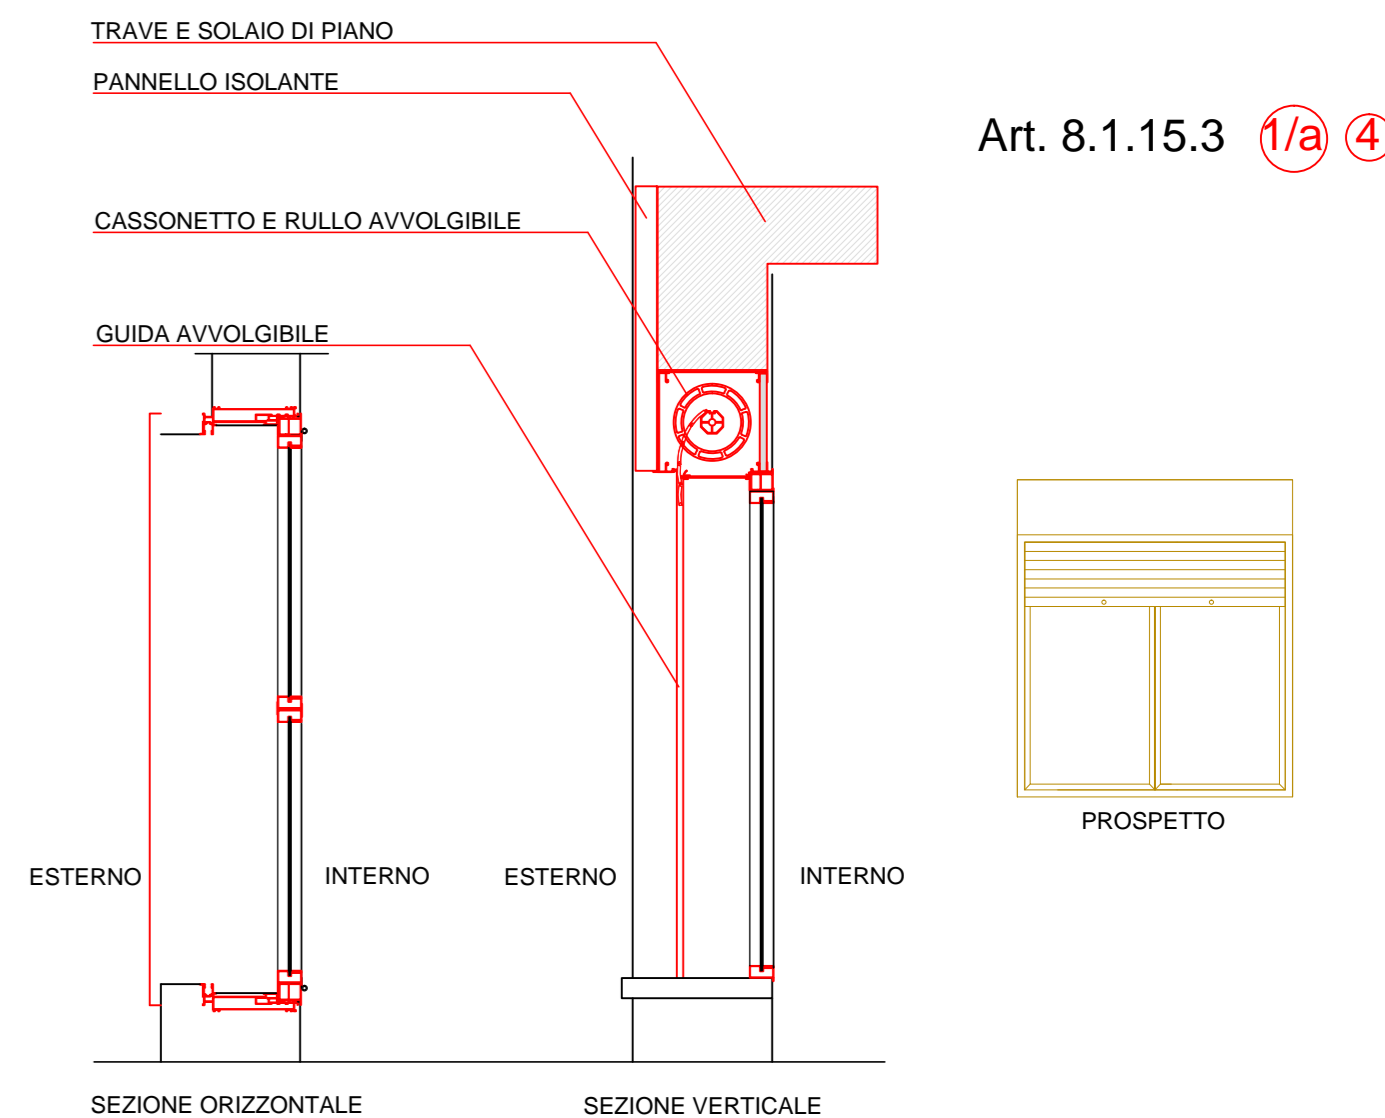 TRAVE E SOLAIO DI PIANO
PANNELLO ISOLANTE
Art. 8.1.15.3 1/a 4
CASSONETTO E RULLO AVVOLGIBILE
GUIDA AVVOLGIBILE
PROSPETTO
ESTERNO INTERNO ESTERNO INTERNO
SEZIONE ORIZZONTALE SEZIONE VERTICALE